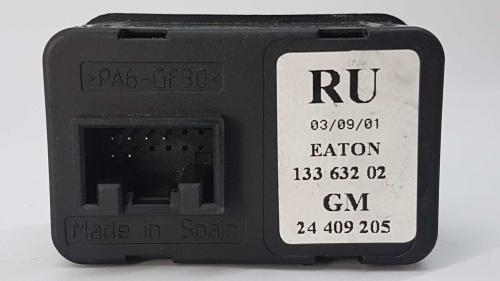 >PA6-GF30<
Made in Spain
RU
03/09/01
EATON
133 632 02
GM
24 409 205